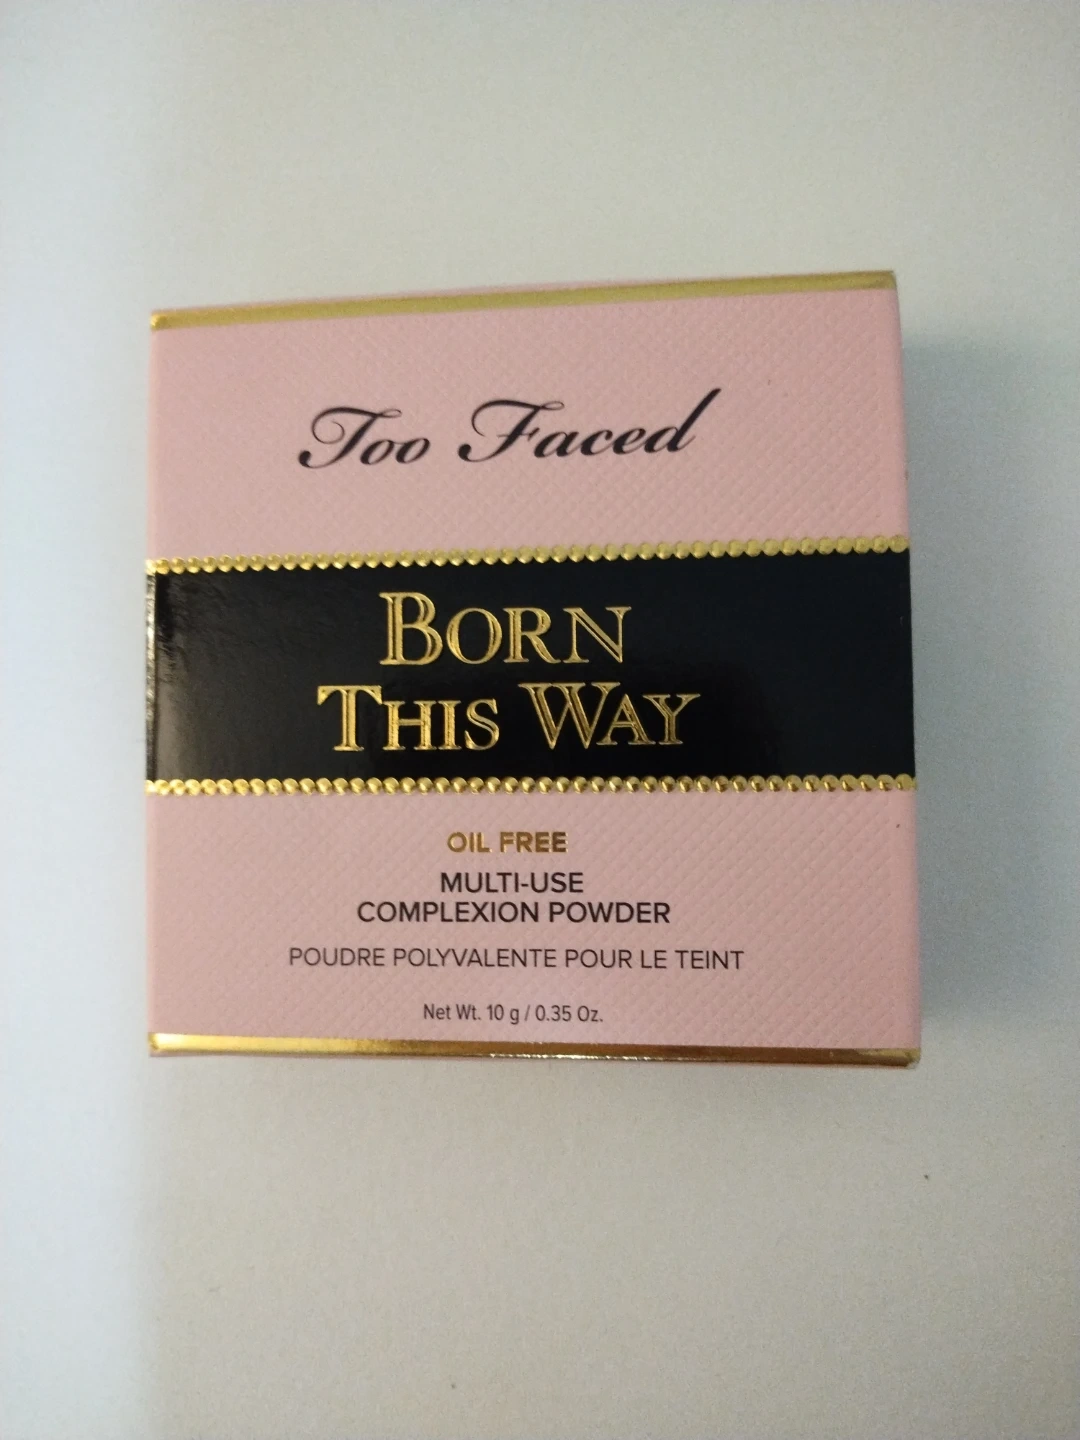 Too Faced
BORN
THIS WAY
OIL FREE
MULTI-USE
COMPLEXION POWDER
POUDRE POLYVALENTE POUR LE TEINT
Net Wt. 10 g / 0.35 Oz.